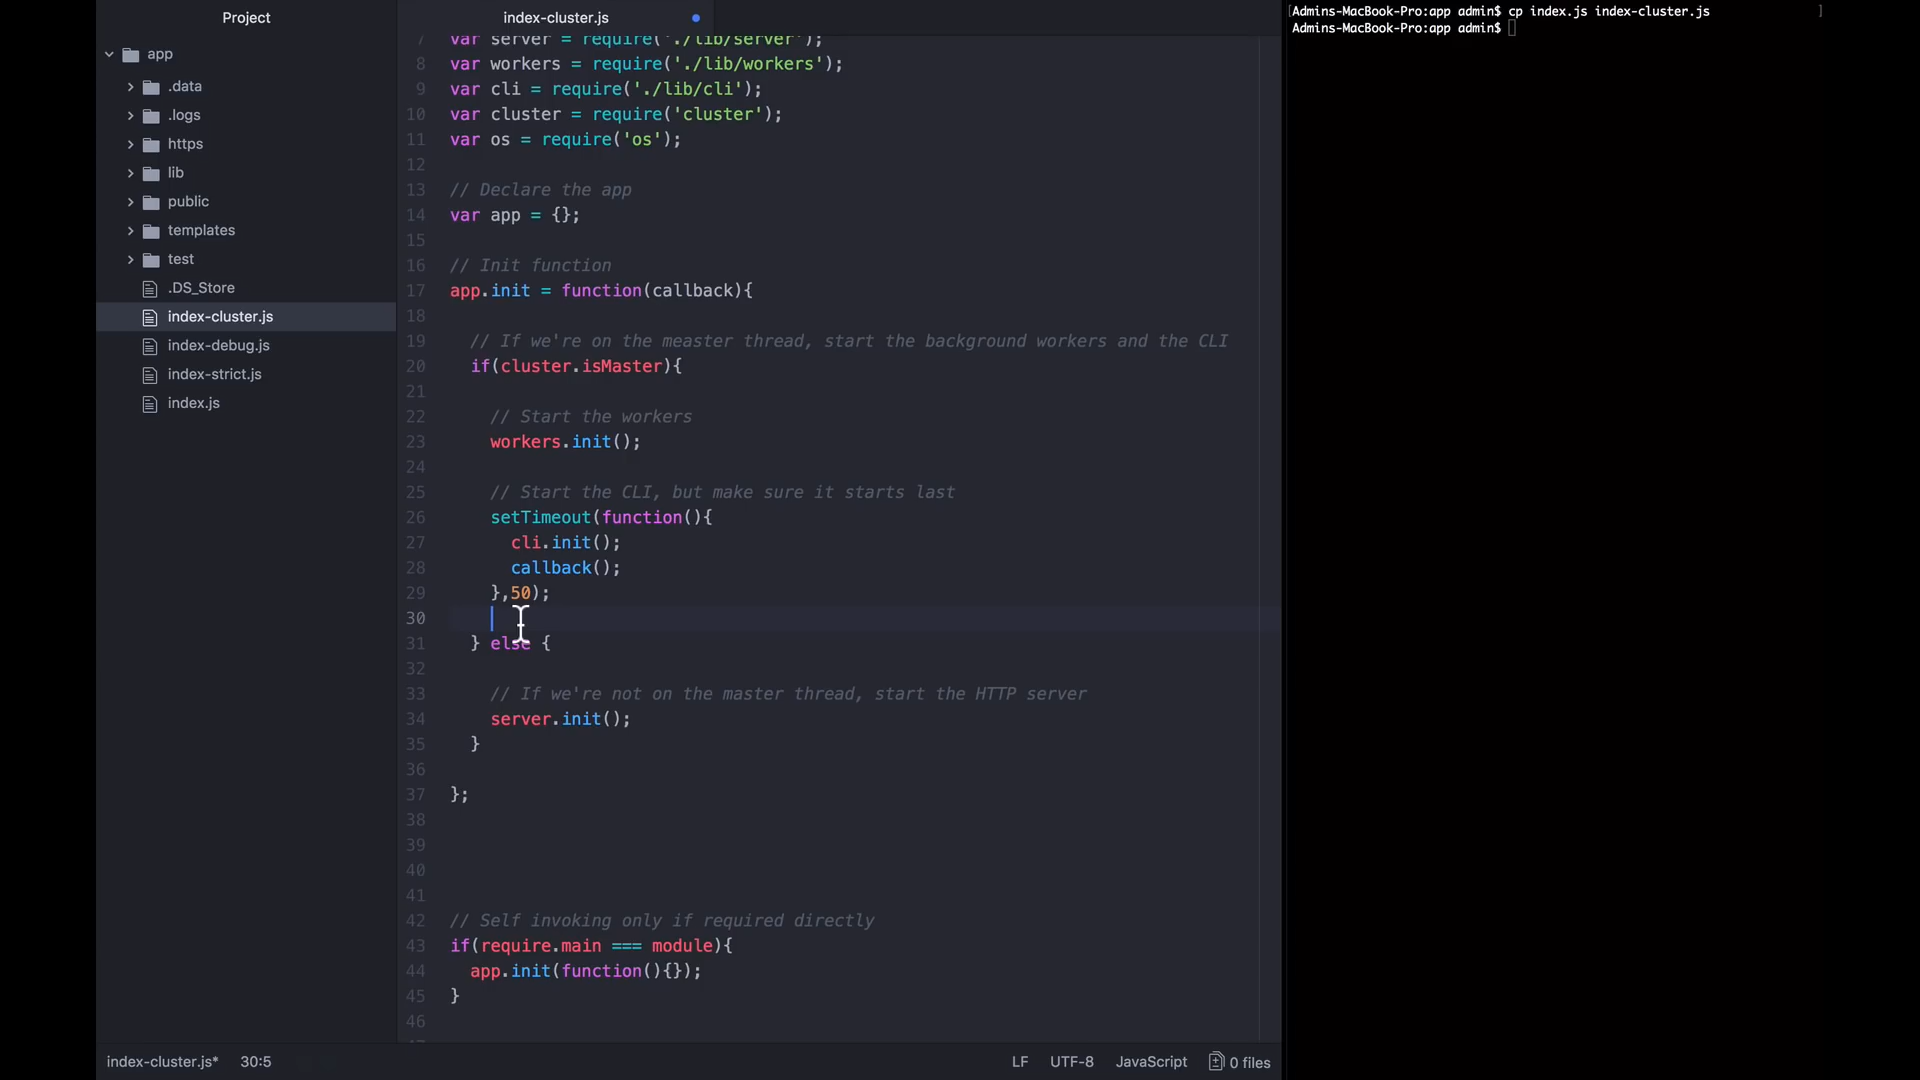 Project
app
.data
.logs
https
lib
public
templates
test
.DS_Store
index-cluster.js
index-debug.js
index-strict.js
index.js
index-cluster.js
7 var server = require('./lib/server');
8 var workers = require('./lib/workers');
9 var cli = require('./lib/cli');
10 var cluster = require('cluster');
11 var os = require('os');
12
13 // Declare the app
14 var app = {};
15
16 // Init function
17 app.init = function(callback){
18
19 // If we're on the measter thread, start the background workers and the CLI
20 if(cluster.isMaster){
21
22 // Start the workers
23 workers.init();
24
25 // Start the CLI, but make sure it starts last
26 setTimeout(function(){
27 cli.init();
28 callback();
29 },50);
30
31 } else {
32
33 // If we're not on the master thread, start the HTTP server
34 server.init();
35 }
36
37 };
38
39
40
41
42 // Self invoking only if required directly
43 if(require.main === module){
44 app.init(function(){});
45 }
46
index-cluster.js* 30:5 LF UTF-8 JavaScript 0 files
[Admins-MacBook-Pro:app admin$ cp index.js index-cluster.js ]
Admins-MacBook-Pro:app admin$